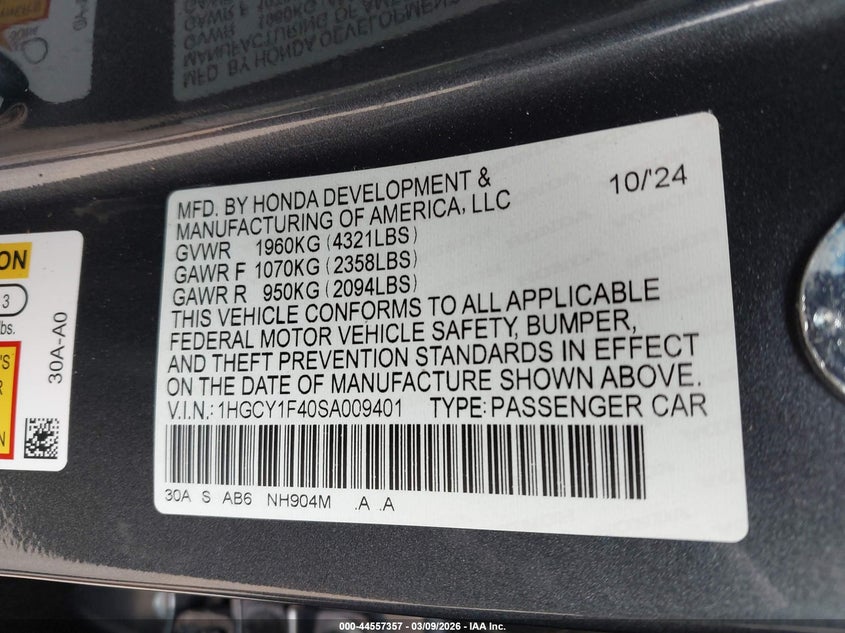 MFD. BY HONDA DEVELOPMENT &
MANUFACTURING OF AMERICA, LLC
10/'24
GVWR 1960KG (4321LBS)
GAWR F 1070KG (2358LBS)
GAWR R 950KG (2094LBS)
THIS VEHICLE CONFORMS TO ALL APPLICABLE
FEDERAL MOTOR VEHICLE SAFETY, BUMPER,
AND THEFT PREVENTION STANDARDS IN EFFECT
ON THE DATE OF MANUFACTURE SHOWN ABOVE.
V.I.N.: 1HGCY1F40SA009401 TYPE: PASSENGER CAR
30A S AB6 NH904M .A .A
ON
3
lbs.
'S
R
D
N
30A-A0
000-44557357 - 03/09/2026 - IAA Inc.